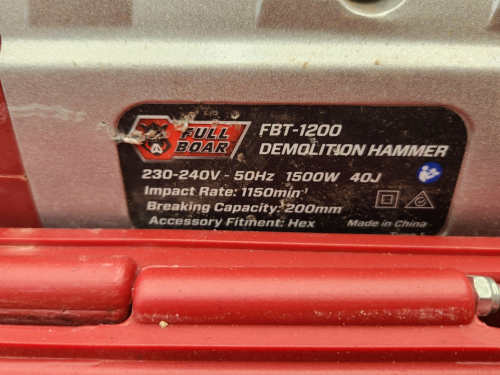 FULL
BOAR
FBT-1200
DEMOLITION HAMMER
230-240V - 50Hz 1500W 40J
Impact Rate: 1150min⁻¹
Breaking Capacity: 200mm
Accessory Fitment: Hex
Made in China